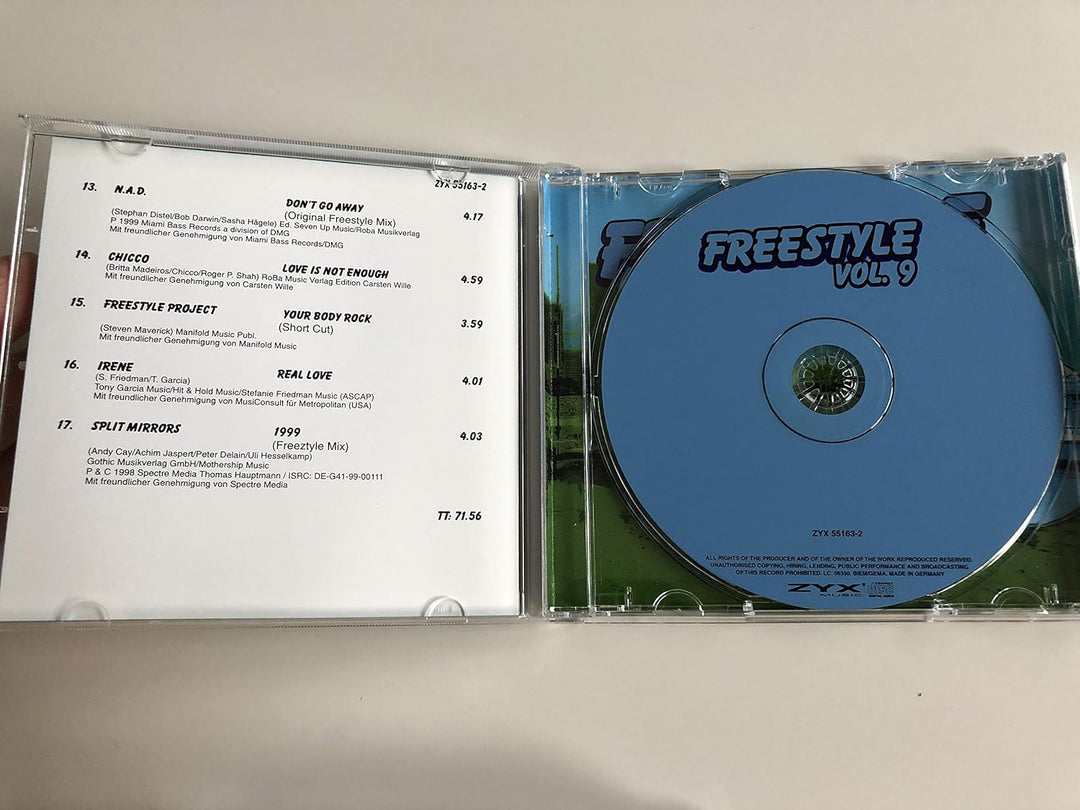 ZYX 55163-2
13. N.A.D. DON'T GO AWAY 4.17
(Original Freestyle Mix)
(Stephan Distel/Bob Darwin/Sasha Hägele) Ed. Seven Up Music/Roba Musikverlag
P 1999 Miami Bass Records a division of DMG
Mit freundlicher Genehmigung von Miami Bass Records/DMG
14. CHICCO LOVE IS NOT ENOUGH 4.59
(Britta Madeiros/Chicco/Roger P. Shah) RoBa Music Verlag Edition Carsten Wille
Mit freundlicher Genehmigung von Carsten Wille
15. FREESTYLE PROJECT YOUR BODY ROCK 3.59
(Short Cut)
(Steven Maverick) Manifold Music Publ.
Mit freundlicher Genehmigung von Manifold Music
16. IRENE REAL LOVE 4.01
(S. Friedman/T. Garcia)
Tony Garcia Music/Hit & Hold Music/Stefanie Friedman Music (ASCAP)
Mit freundlicher Genehmigung von MusiConsult für Metropolitan (USA)
17. SPLIT MIRRORS 1999 4.03
(Freeztyle Mix)
(Andy Cay/Achim Jaspert/Peter Delain/Uli Hesselkamp)
Gothic Musikverlag GmbH/Mothership Music
P & C 1998 Spectre Media Thomas Hauptmann / ISRC: DE-G41-99-00111
Mit freundlicher Genehmigung von Spectre Media
TT: 71.56
FREESTYLE
VOL. 9
ZYX 55163-2
ALL RIGHTS OF THE PRODUCER AND OF THE OWNER OF THE WORK REPRODUCED RESERVED.
UNAUTHORISED COPYING, HIRING, LENDING, PUBLIC PERFORMANCE AND BROADCASTING
OF THIS RECORD PROHIBITED. LC. 06350. BIEM/GEMA. MADE IN GERMANY
ZYX
MUSIC
COMPACT
disc
DIGITAL AUDIO